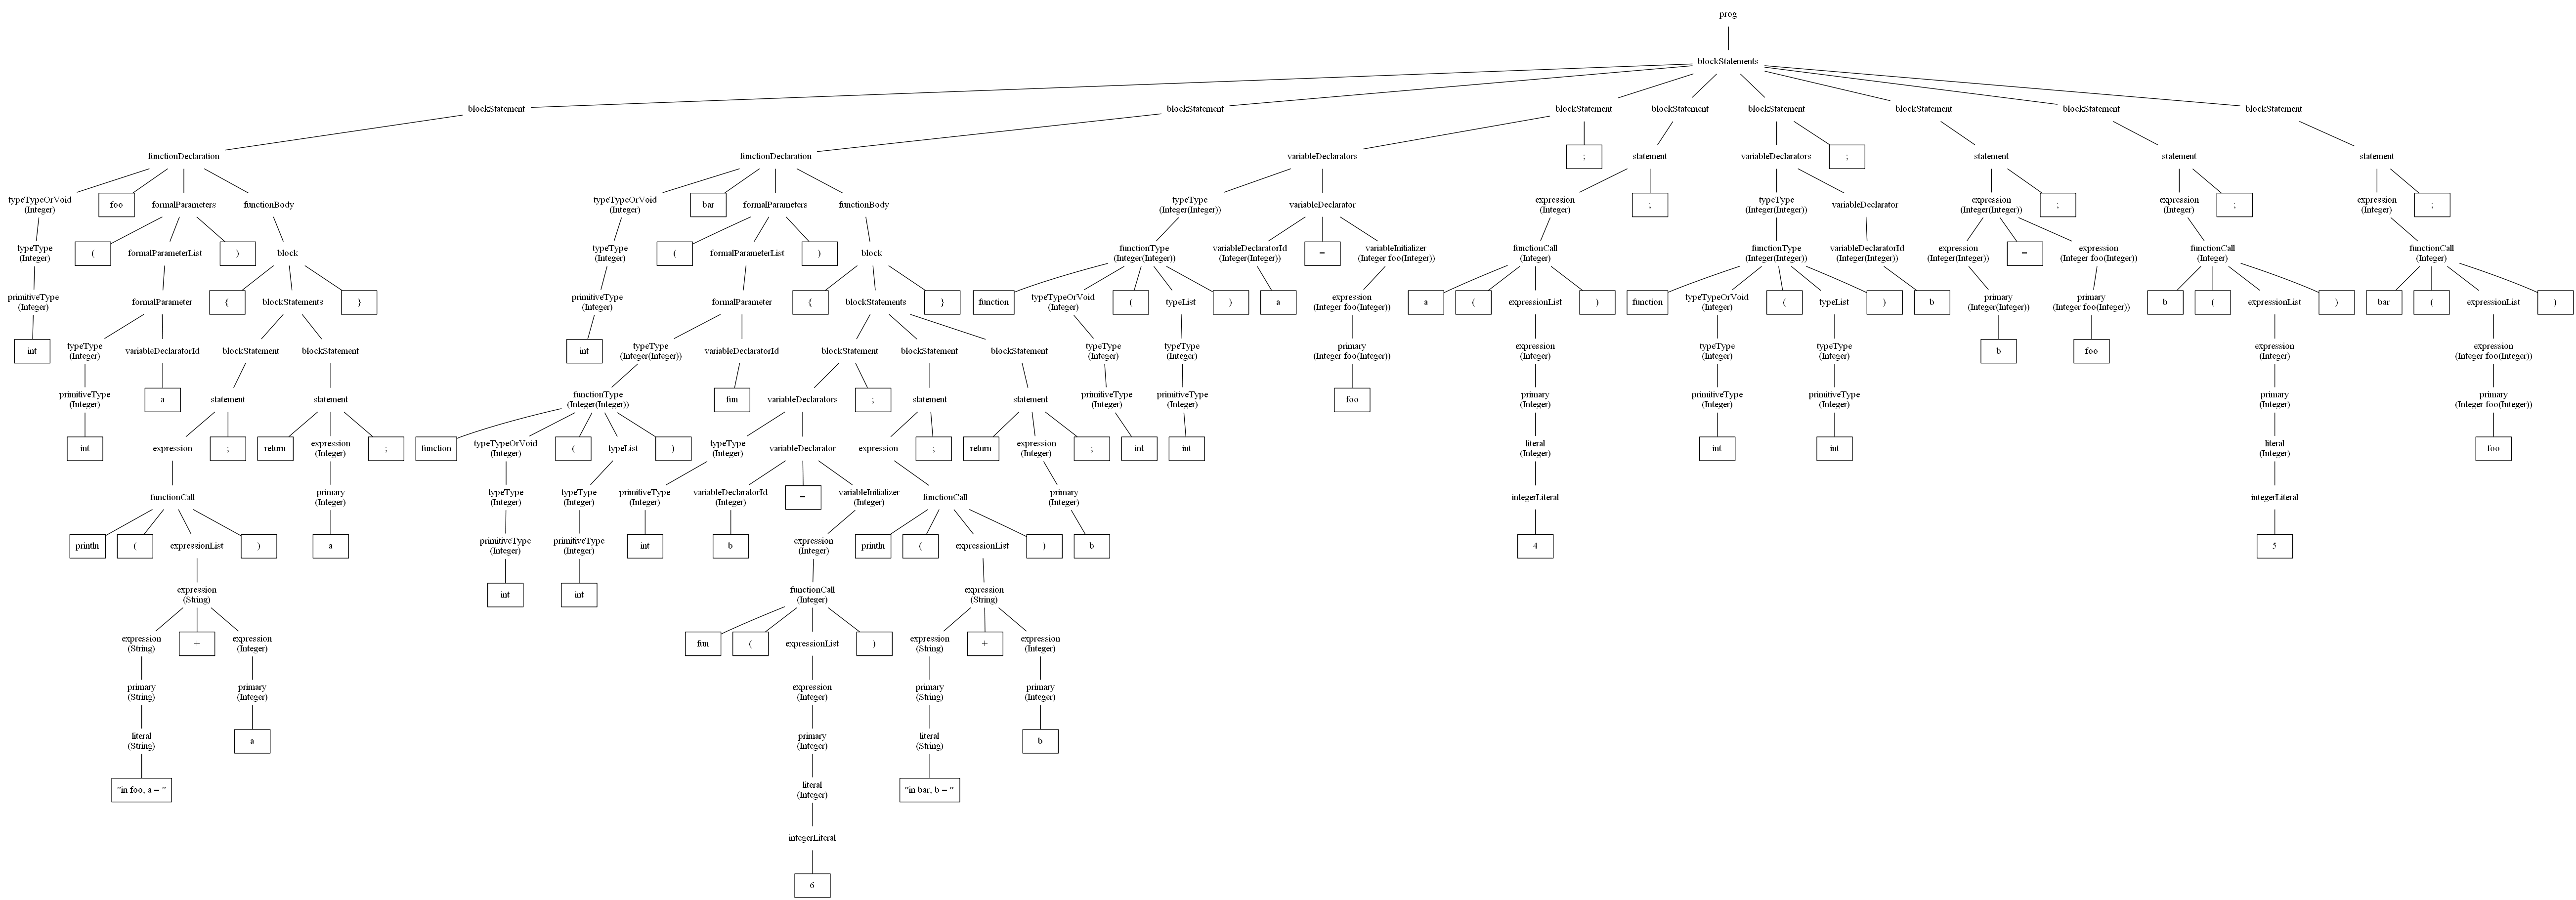 prog
blockStatements
blockStatement blockStatement blockStatement blockStatement blockStatement blockStatement blockStatement blockStatement
functionDeclaration functionDeclaration variableDeclarators ; statement variableDeclarators ; statement statement statement
typeTypeOrVoid foo formalParameters functionBody typeTypeOrVoid bar formalParameters functionBody typeType variableDeclarator expression ; typeType variableDeclarator expression ; expression ; expression ;
(Integer) (Integer) (Integer(Integer)) (Integer) (Integer(Integer)) (Integer(Integer)) (Integer) (Integer)
typeType ( formalParameterList ) block typeType ( formalParameterList ) block functionType variableDeclaratorId = variableInitializer functionCall functionType variableDeclaratorId expression = expression functionCall functionCall
(Integer) (Integer) (Integer(Integer)) (Integer(Integer)) (Integer foo(Integer)) (Integer) (Integer(Integer)) (Integer(Integer)) (Integer(Integer)) (Integer foo(Integer)) (Integer) (Integer)
primitiveType formalParameter { blockStatements } primitiveType formalParameter { blockStatements } function typeTypeOrVoid ( typeList ) a expression a ( expressionList ) function typeTypeOrVoid ( typeList ) b primary primary b ( expressionList ) bar ( expressionList )
(Integer) (Integer) (Integer) (Integer foo(Integer)) (Integer) (Integer(Integer)) (Integer foo(Integer))
int typeType variableDeclaratorId blockStatement blockStatement int typeType variableDeclaratorId blockStatement blockStatement blockStatement typeType typeType primary expression typeType typeType b foo expression expression
(Integer) (Integer(Integer)) (Integer) (Integer) (Integer foo(Integer)) (Integer) (Integer) (Integer) (Integer) (Integer foo(Integer))
primitiveType a statement statement functionType fun variableDeclarators ; statement statement primitiveType primitiveType foo primary primitiveType primitiveType primary primary
(Integer) (Integer(Integer)) (Integer) (Integer) (Integer) (Integer) (Integer) (Integer) (Integer foo(Integer))
int expression ; return expression ; function typeTypeOrVoid ( typeList ) typeType variableDeclarator expression ; return expression ; int int literal int int literal foo
(Integer) (Integer) (Integer) (Integer) (Integer) (Integer)
functionCall primary typeType typeType primitiveType variableDeclaratorId = variableInitializer functionCall primary integerLiteral integerLiteral
(Integer) (Integer) (Integer) (Integer) (Integer) (Integer) (Integer)
println ( expressionList ) a primitiveType primitiveType int b expression println ( expressionList ) b 4 5
(Integer) (Integer) (Integer)
expression int int functionCall expression
(String) (Integer) (String)
expression + expression fun ( expressionList ) expression + expression
(String) (Integer) (String) (Integer)
primary primary expression primary primary
(String) (Integer) (Integer) (String) (Integer)
literal a primary literal b
(String) (Integer) (String)
"in foo, a = " literal "in bar, b = "
(Integer)
integerLiteral
6